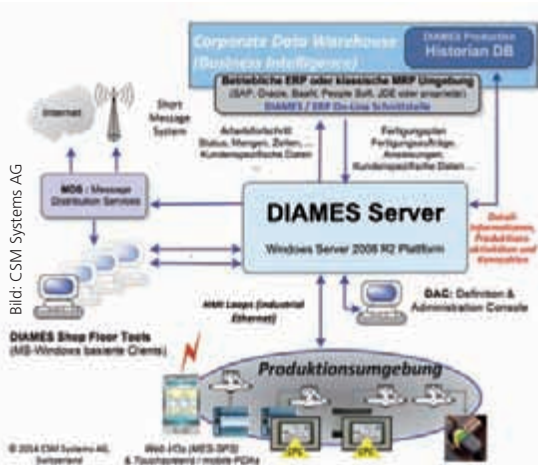 Corporate Data Warehouse
(Business Intelligence)
DIAMES Production
Historian DB
Betriebliche ERP oder klassische MRP Umgebung
(SAP, Oracle, BaaN, People Soft, JDE oder proprietär)
DIAMES / ERP On-Line Schnittstelle
Internet
Short
Message
System
Arbeitsfortschritt
Status, Mengen, Zeiten, ...
Kundenspezifische Daten
...
Fertigungsplan
Fertigungsaufträge,
Anweisungen,
Kundenspezifische Daten ...
MDS : Message
Distribution Services
DIAMES Server
Windows Server 2008 R2 Plattform
Detail-
Informationen,
Produktions-
aktivitäten und
Kennzahlen
HMI Loops (Industrial
Ethernet)
DAC: Definition &
Administration Console
DIAMES Shop Floor Tools
(MS-Windows basierte Clients)
Produktionsumgebung
SPS
SPS
© 2014 CSM Systems AG,
Switzerland
Web I/Os (MES-SPS)
& Touchscreens / mobile PDAs
Bild: CSM Systems AG